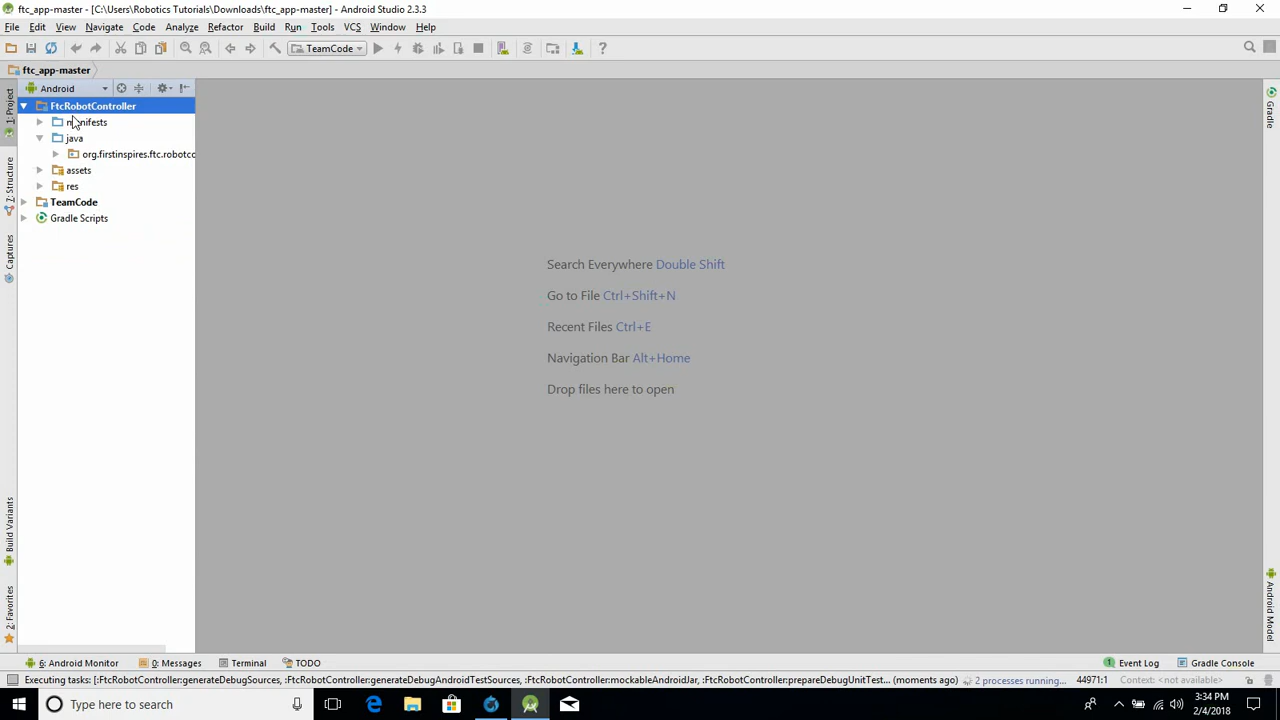 ftc_app-master - [C:\Users\Robotics Tutorials\Downloads\ftc_app-master] - Android Studio 2.3.3
File Edit View Navigate Code Analyze Refactor Build Run Tools VCS Window Help
TeamCode
ftc_app-master
Android
FtcRobotController
manifests
java
org.firstinspires.ftc.robotco
assets
res
TeamCode
Gradle Scripts
1: Project
7: Structure
Captures
Build Variants
2: Favorites
Gradle
Android Model
Search Everywhere Double Shift
Go to File Ctrl+Shift+N
Recent Files Ctrl+E
Navigation Bar Alt+Home
Drop files here to open
6: Android Monitor 0: Messages Terminal TODO 1 Event Log Gradle Console
Executing tasks: [:FtcRobotController:generateDebugSources, :FtcRobotController:generateDebugAndroidTestSources, :FtcRobotController:mockableAndroidJar, :FtcRobotController:prepareDebugUnitTest... (moments ago) 2 processes running... 44971:1 Context: <not available>
Type here to search
3:34 PM
2/4/2018